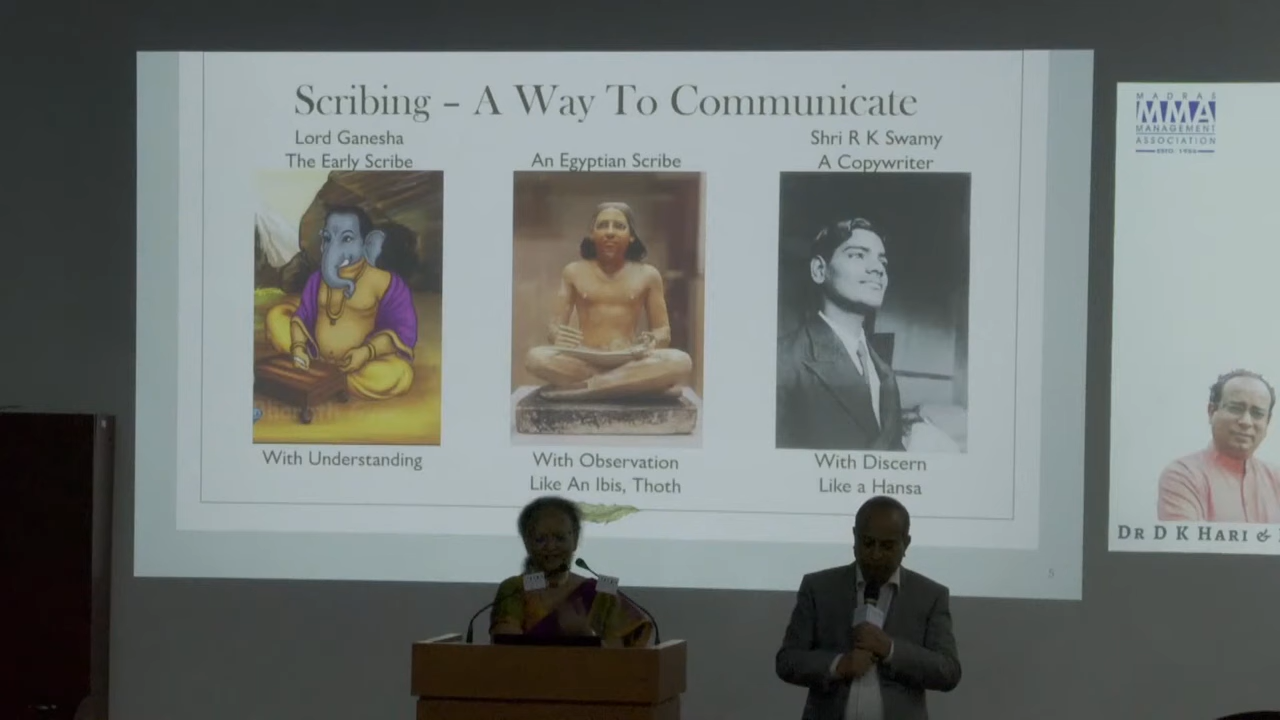 Scribing – A Way To Communicate
Lord Ganesha
The Early Scribe
An Egyptian Scribe
Shri R K Swamy
A Copywriter
With Understanding
With Observation
Like An Ibis, Thoth
With Discern
Like a Hansa
5
MADRAS
MMA
MANAGEMENT
ASSOCIATION
DR D K HARI &